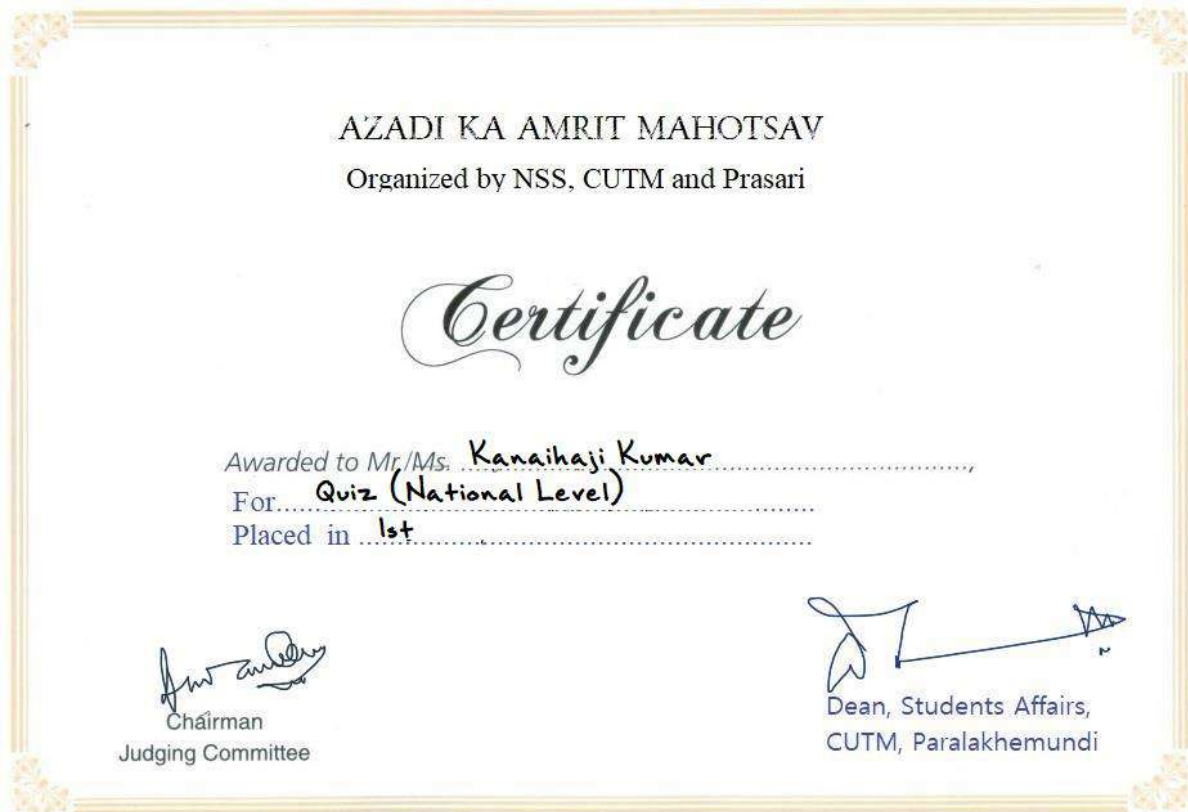 AZADI KA AMRIT MAHOTSAV
Organized by NSS, CUTM and Prasari
Certificate
Awarded to Mr./Ms. Kanaihaji Kumar
For Quiz (National Level)
Placed in 1st
Chairman
Judging Committee
Dean, Students Affairs,
CUTM, Paralakhemundi